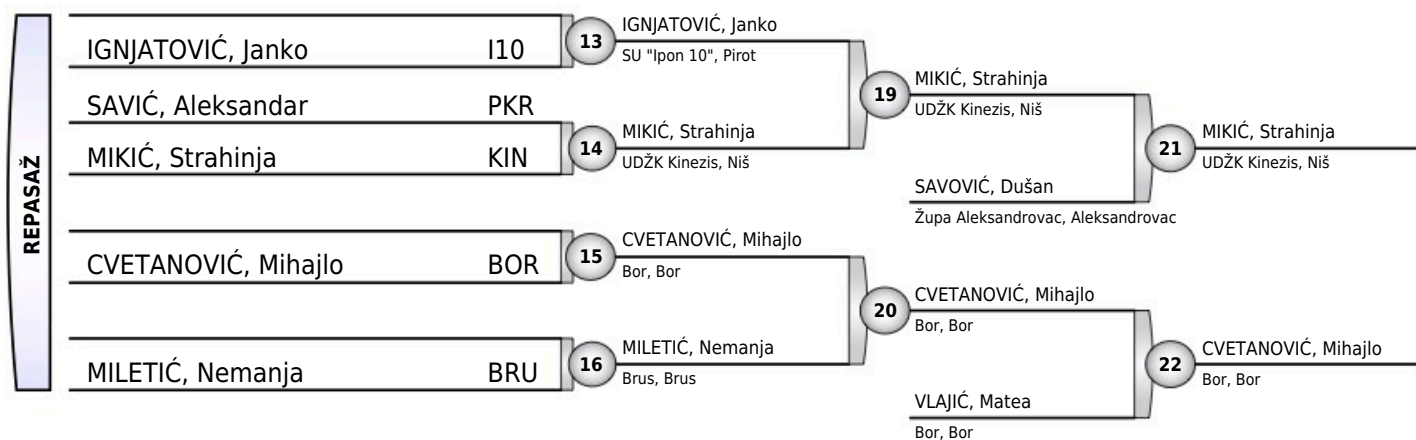 REPASAŽ
IGNJATOVIĆ, Janko I10
SAVIĆ, Aleksandar PKR
MIKIĆ, Strahinja KIN
CVETANOVIĆ, Mihajlo BOR
MILETIĆ, Nemanja BRU
13
IGNJATOVIĆ, Janko
SU "Ipon 10", Pirot
14
MIKIĆ, Strahinja
UDŽK Kinezis, Niš
15
CVETANOVIĆ, Mihajlo
Bor, Bor
16
MILETIĆ, Nemanja
Brus, Brus
19
MIKIĆ, Strahinja
UDŽK Kinezis, Niš
SAVOVIĆ, Dušan
Župa Aleksandrovac, Aleksandrovac
20
CVETANOVIĆ, Mihajlo
Bor, Bor
VLAJIĆ, Matea
Bor, Bor
21
MIKIĆ, Strahinja
UDŽK Kinezis, Niš
22
CVETANOVIĆ, Mihajlo
Bor, Bor